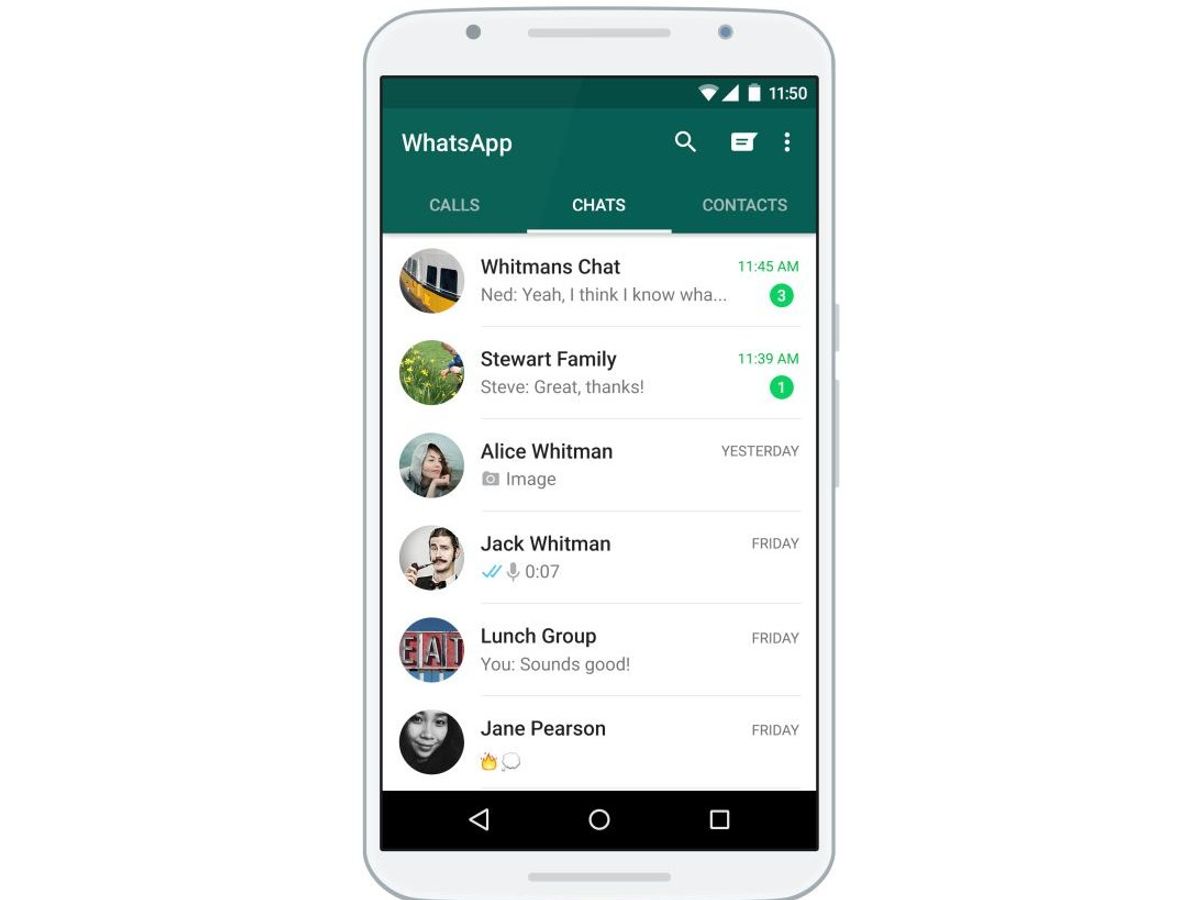 11:50
WhatsApp
CALLS CHATS CONTACTS
Whitmans Chat 11:45 AM
Ned: Yeah, I think I know wha... 3
Stewart Family 11:39 AM
Steve: Great, thanks! 1
Alice Whitman YESTERDAY
Image
Jack Whitman FRIDAY
0:07
EAT
Lunch Group FRIDAY
You: Sounds good!
Jane Pearson FRIDAY